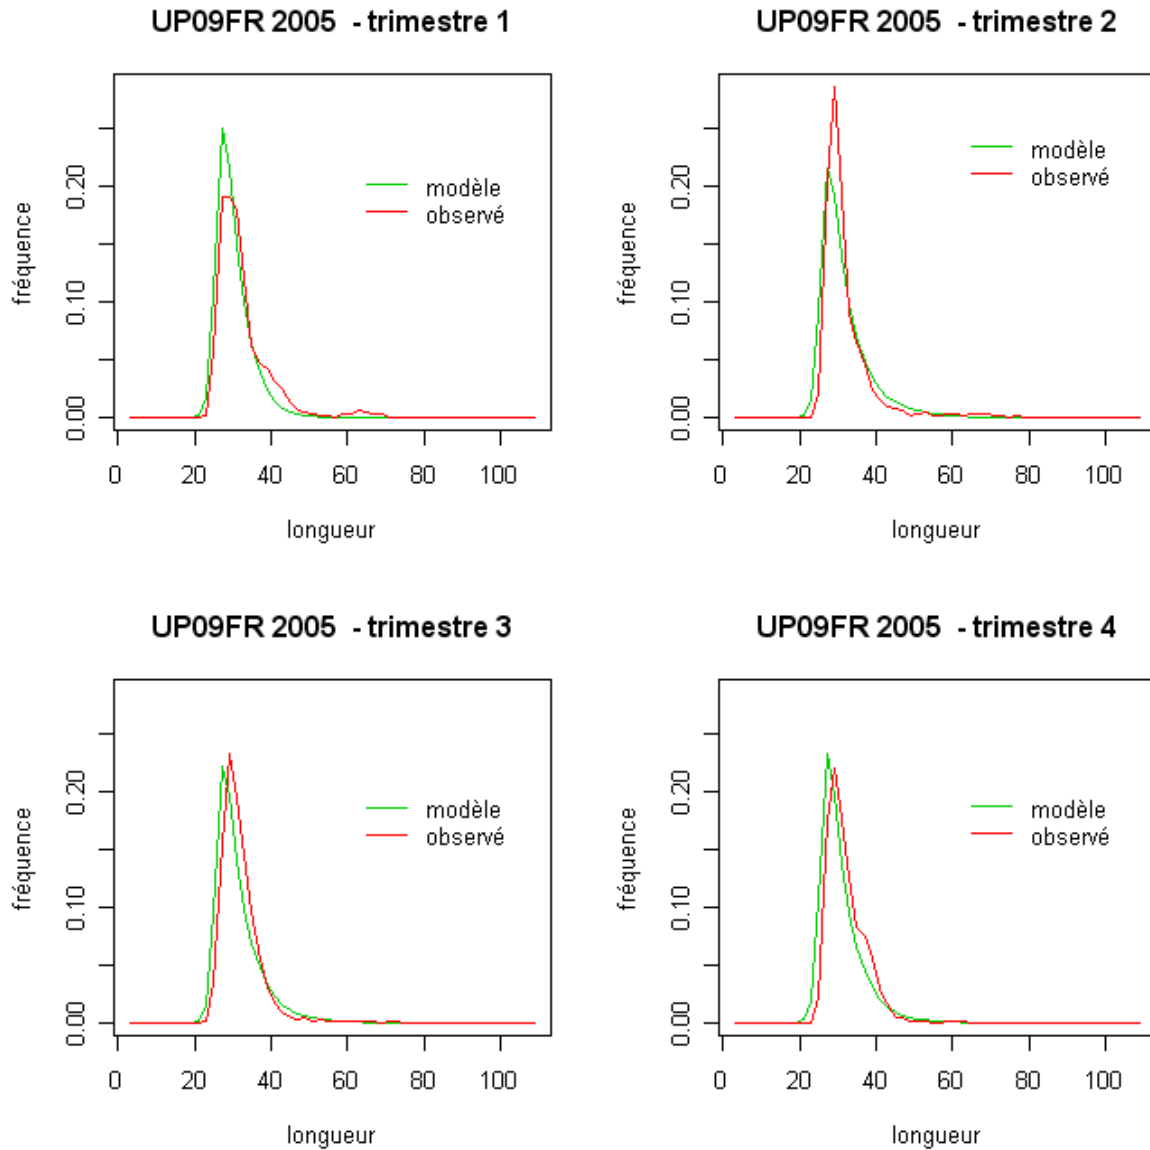 UP09FR 2005 - trimestre 1
fréquence
0.00 0.10 0.20
modèle
observé
0 20 40 60 80 100
longueur
UP09FR 2005 - trimestre 2
fréquence
0.00 0.10 0.20
modèle
observé
0 20 40 60 80 100
longueur
UP09FR 2005 - trimestre 3
fréquence
0.00 0.10 0.20
modèle
observé
0 20 40 60 80 100
longueur
UP09FR 2005 - trimestre 4
fréquence
0.00 0.10 0.20
modèle
observé
0 20 40 60 80 100
longueur